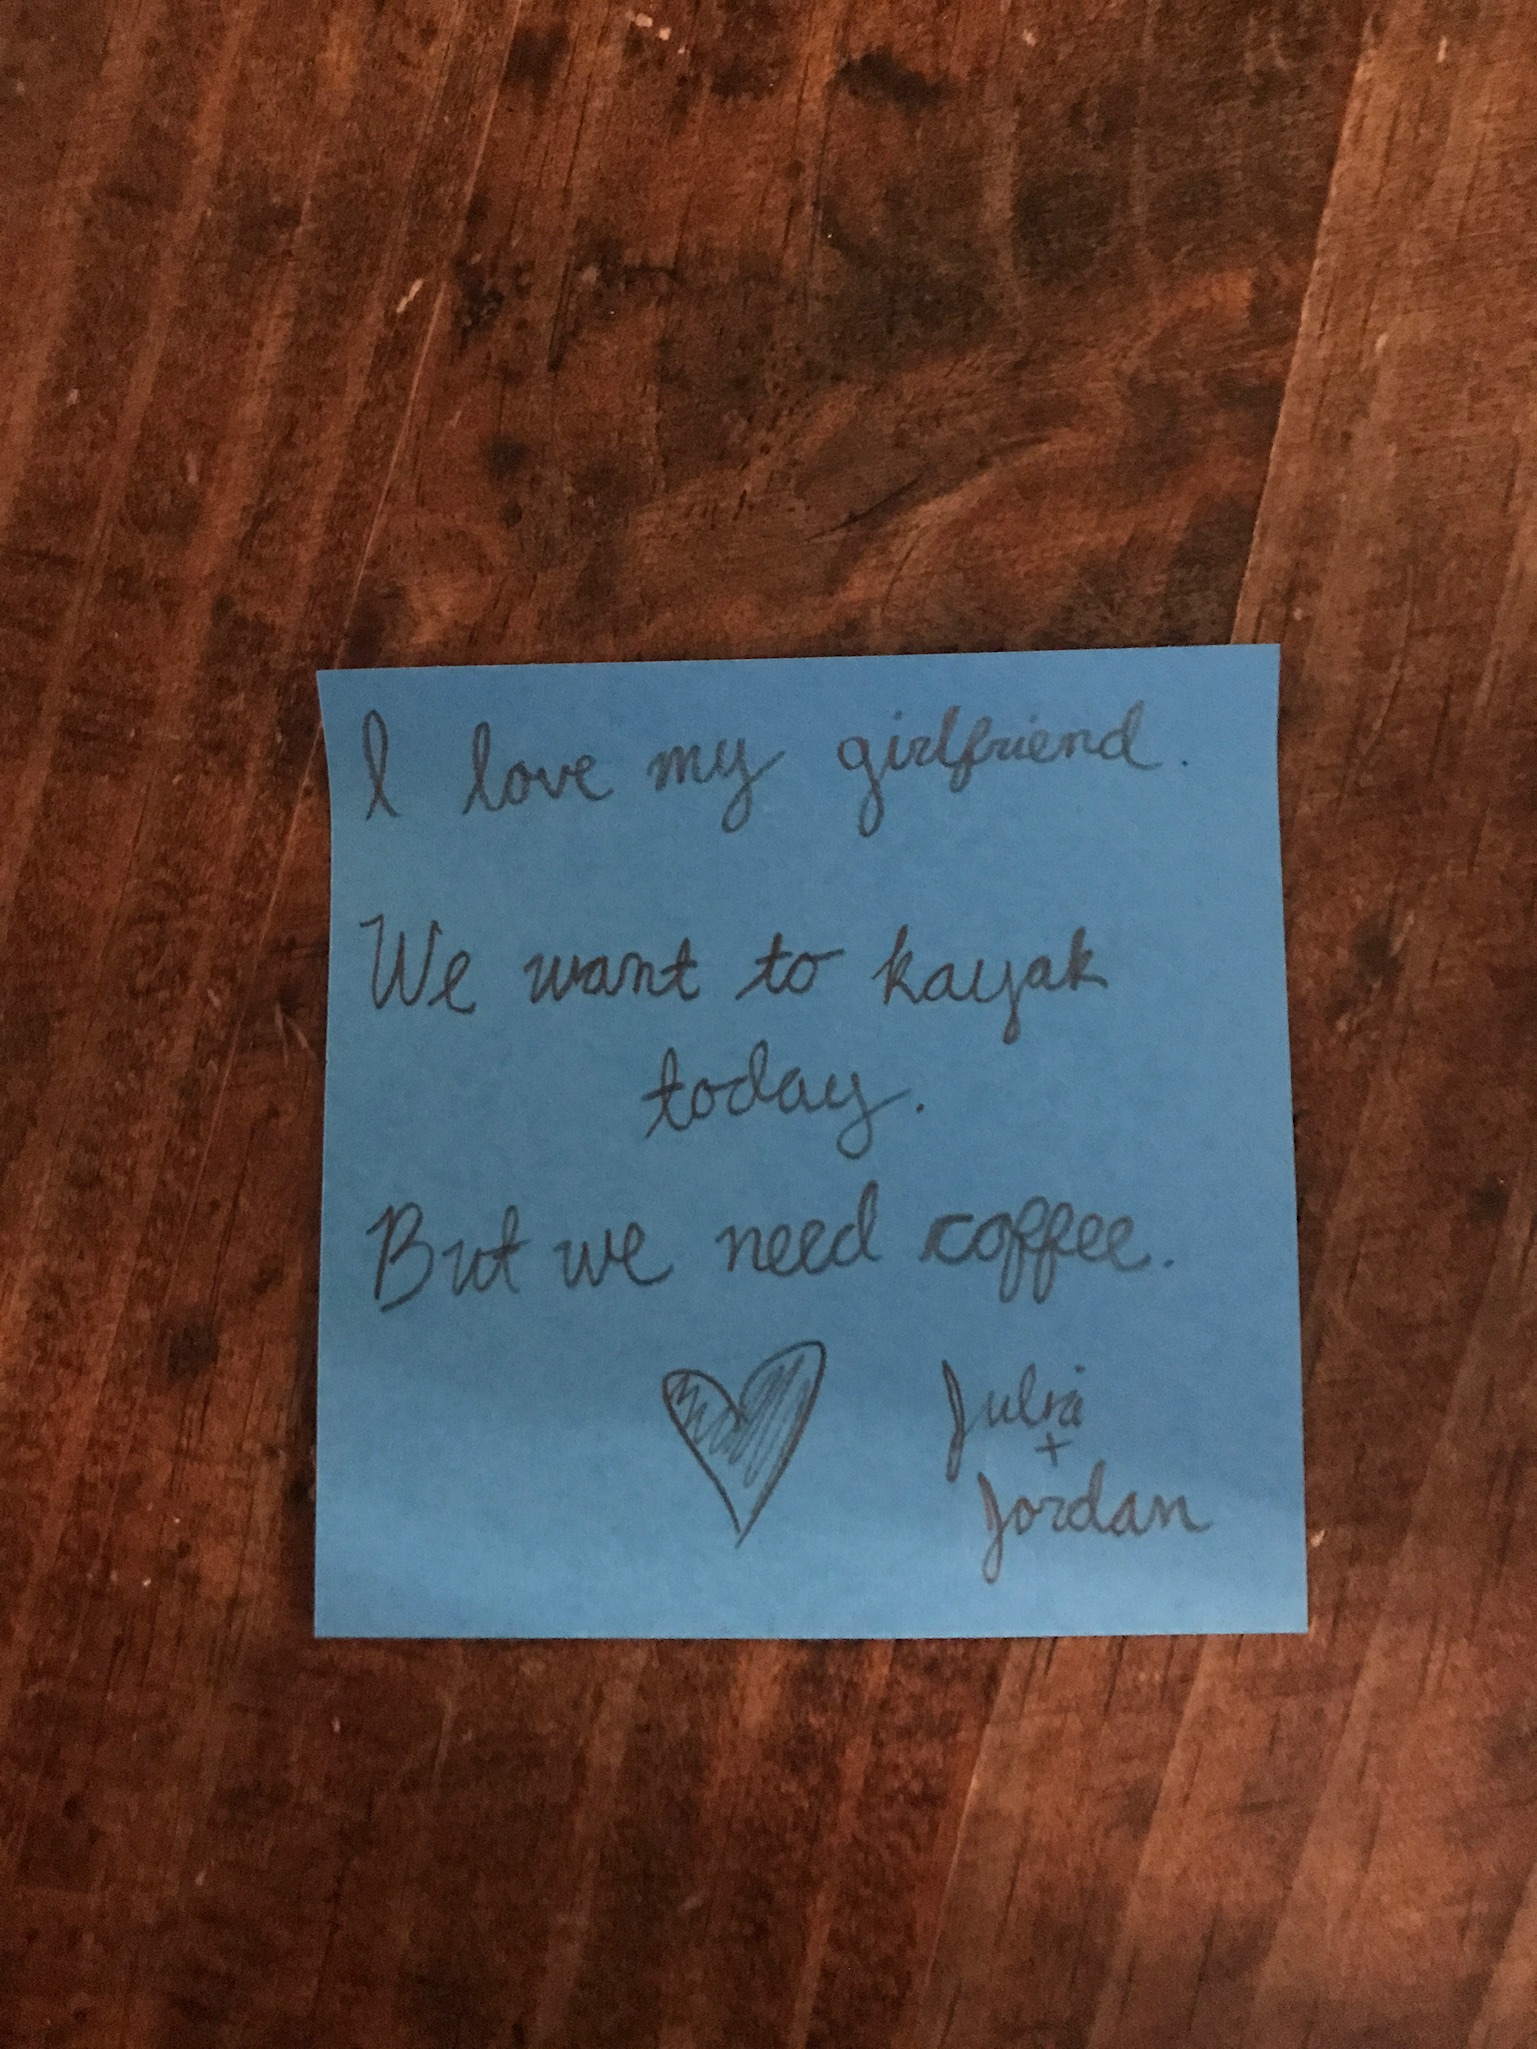 I love my girlfriend.
We want to kayak
today.
But we need coffee.
Julia
+
Jordan